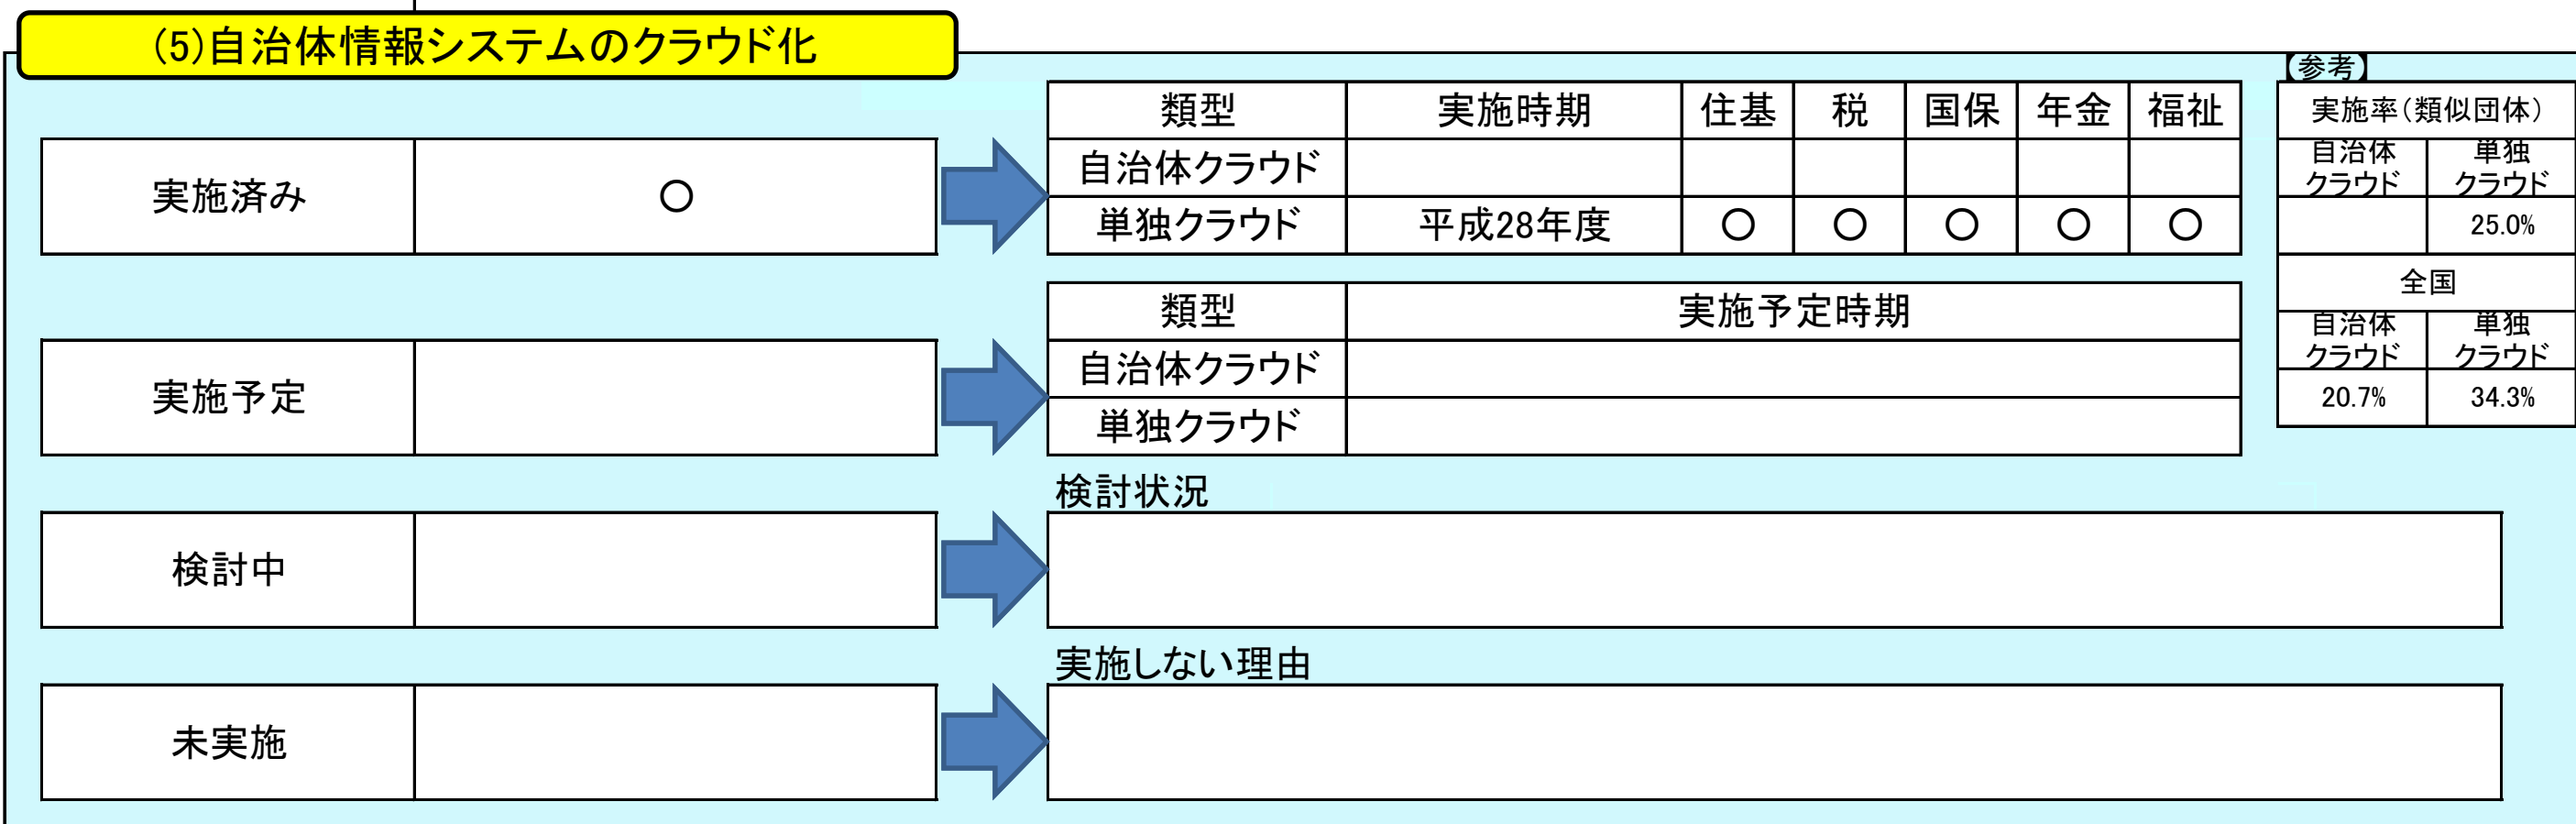 (5)自治体情報システムのクラウド化
【参考】
類型 実施時期 住基 税 国保 年金 福祉
実施率(類似団体)
実施済み ○
自治体クラウド
自治体クラウド 単独クラウド
単独クラウド 平成28年度 ○ ○ ○ ○ ○
25.0%
全国
類型 実施予定時期
自治体クラウド 単独クラウド
実施予定
自治体クラウド
20.7% 34.3%
単独クラウド
検討状況
検討中
実施しない理由
未実施